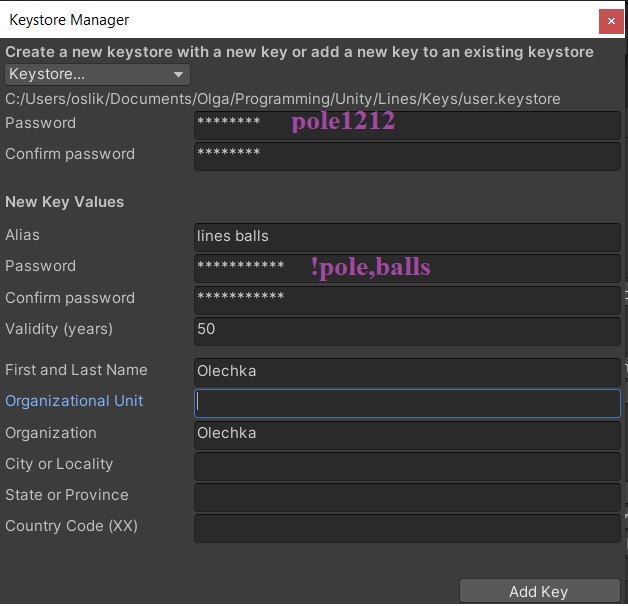 Keystore Manager
Create a new keystore with a new key or add a new key to an existing keystore
Keystore...
C:/Users/oslik/Documents/Olga/Programming/Unity/Lines/Keys/user.keystore
Password ******** pole1212
Confirm password ********
New Key Values
Alias lines balls
Password *********** !pole,balls
Confirm password ***********
Validity (years) 50
First and Last Name Olechka
Organizational Unit
Organization Olechka
City or Locality
State or Province
Country Code (XX)
Add Key